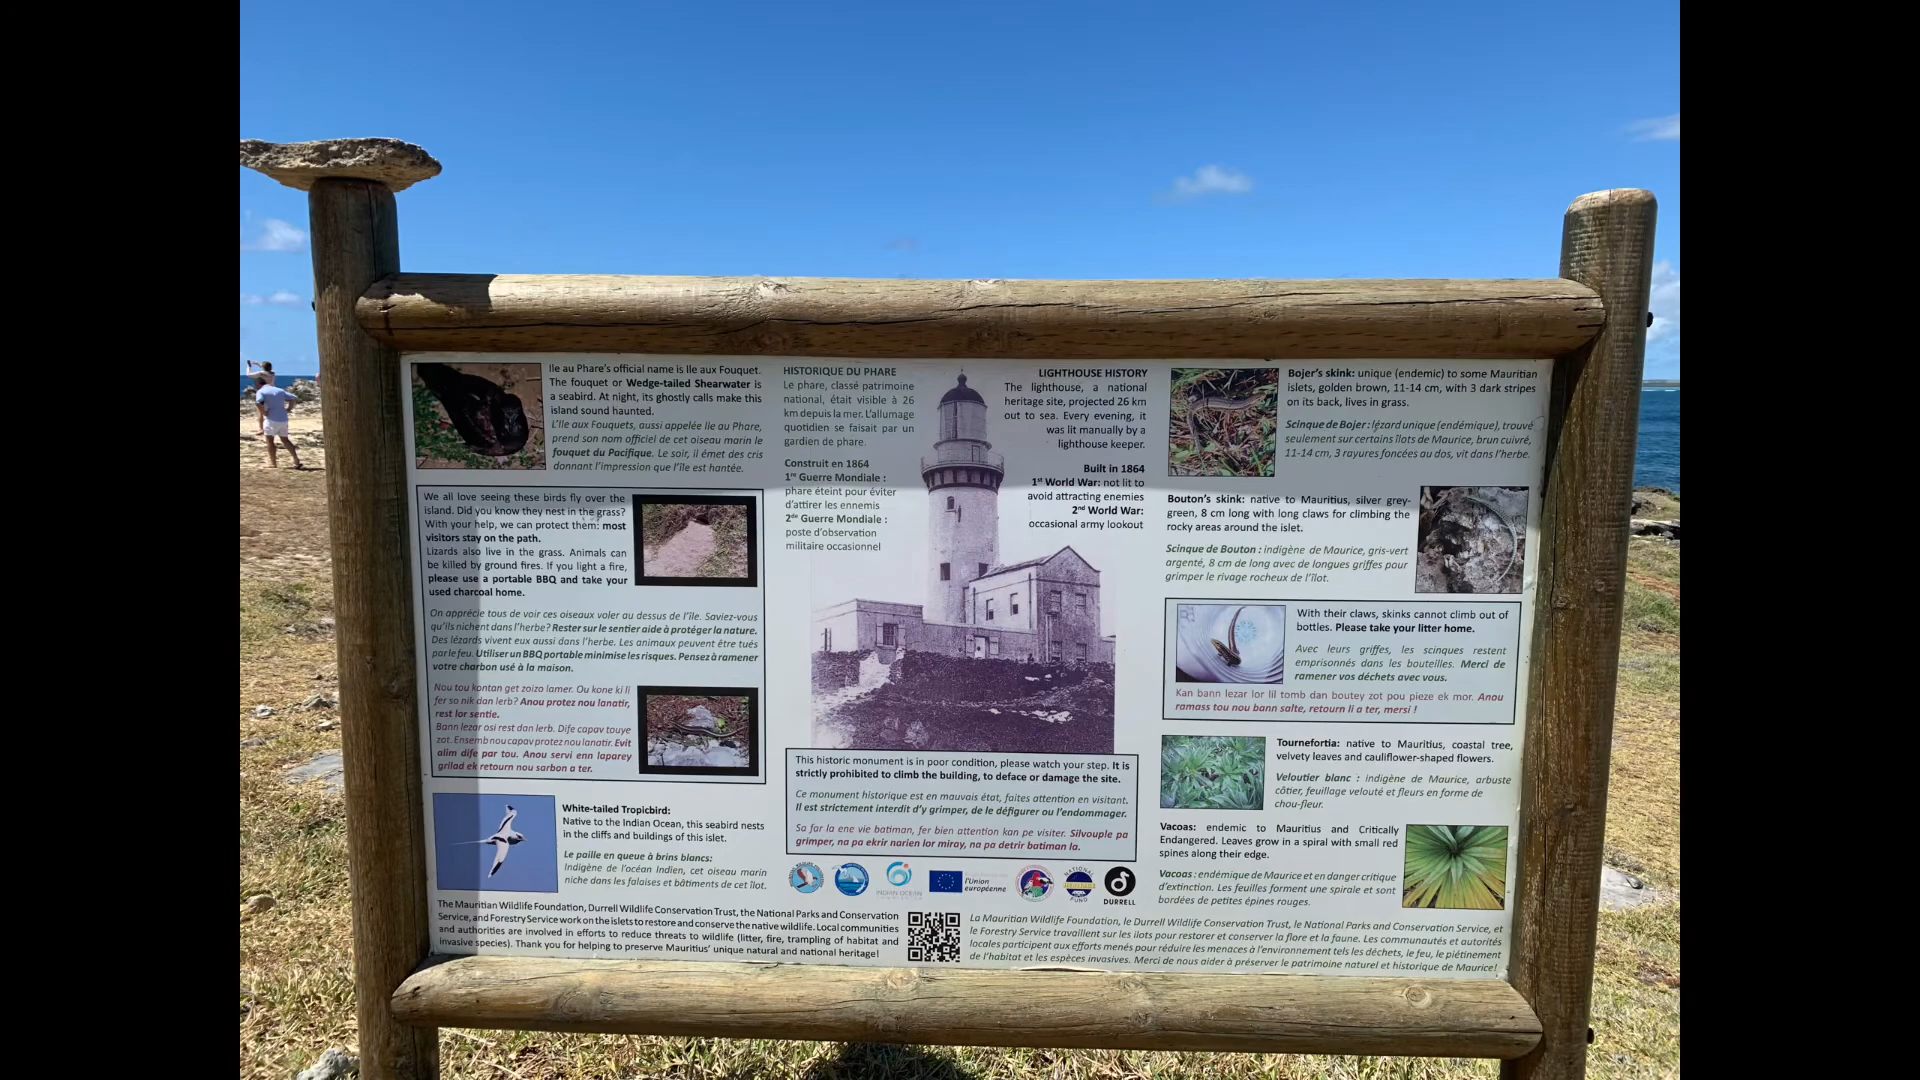 Ile au Phare's official name is Ile aux Fouquet.
The fouquet or Wedge-tailed Shearwater is
a seabird. At night, its ghostly calls make this
island sound haunted.
L'Ile aux Fouquets, aussi appelée Ile au Phare,
prend son nom officiel de cet oiseau marin le
fouquet du Pacifique. Le soir, il émet des cris
donnant l'impression que l'île est hantée.
We all love seeing these birds fly over the
island. Did you know they nest in the grass?
With your help, we can protect them: most
visitors stay on the path.
Lizards also live in the grass. Animals can
be killed by ground fires. If you light a fire,
please use a portable BBQ and take your
used charcoal home.
On apprécie tous de voir ces oiseaux voler au dessus de l'île. Saviez-vous
qu'ils nichent dans l'herbe? Rester sur le sentier aide à protéger la nature.
Des lézards vivent eux aussi dans l'herbe. Les animaux peuvent être tués
par le feu. Utiliser un BBQ portable minimise les risques. Pensez à ramener
votre charbon usé à la maison.
Nou tou kontan get zoizo lamer. Ou kone ki li
fer so nik dan lerb? Anou protez nou lanatir,
rest lor sentie.
Bann lezar osi rest dan lerb. Dife capav touye
zot. Ensemb nou capav protez nou lanatir. Evit
alim dife par tou. Anou servi enn laparey
grilad ek retourn nou sarbon a ter.
White-tailed Tropicbird:
Native to the Indian Ocean, this seabird nests
in the cliffs and buildings of this islet.
Le paille en queue à brins blancs:
Indigène de l'océan Indien, cet oiseau marin
niche dans les falaises et bâtiments de cet îlot.
HISTORIQUE DU PHARE
Le phare, classé patrimoine
national, était visible à 26
km depuis la mer. L'allumage
quotidien se faisait par un
gardien de phare.
Construit en 1864
1re Guerre Mondiale :
phare éteint pour éviter
d'attirer les ennemis
2de Guerre Mondiale :
poste d'observation
militaire occasionnel
LIGHTHOUSE HISTORY
The lighthouse, a national
heritage site, projected 26 km
out to sea. Every evening, it
was lit manually by a
lighthouse keeper.
Built in 1864
1st World War: not lit to
avoid attracting enemies
2nd World War:
occasional army lookout
This historic monument is in poor condition, please watch your step. It is
strictly prohibited to climb the building, to deface or damage the site.
Ce monument historique est en mauvais état, faites attention en visitant.
Il est strictement interdit d'y grimper, de le défigurer ou l'endommager.
Sa far la ene vie batiman, fer bien attention kan pe visiter. Silvouple pa
grimper, na pa ekrir narien lor miray, na pa detrir batiman la.
INDIAN OCEAN
l'Union
européenne
NATIONAL
FUND
DURRELL
Bojer's skink: unique (endemic) to some Mauritian
islets, golden brown, 11-14 cm, with 3 dark stripes
on its back, lives in grass.
Scinque de Bojer : lézard unique (endémique), trouvé
seulement sur certains îlots de Maurice, brun cuivré,
11-14 cm, 3 rayures foncées au dos, vit dans l'herbe.
Bouton's skink: native to Mauritius, silver grey-
green, 8 cm long with long claws for climbing the
rocky areas around the islet.
Scinque de Bouton : indigène de Maurice, gris-vert
argenté, 8 cm de long avec de longues griffes pour
grimper le rivage rocheux de l'îlot.
With their claws, skinks cannot climb out of
bottles. Please take your litter home.
Avec leurs griffes, les scinques restent
emprisonnés dans les bouteilles. Merci de
ramener vos déchets avec vous.
Kan bann lezar lor lil tomb dan boutey zot pou pieze ek mor. Anou
ramass tou nou bann salte, retourn li a ter, mersi !
Tournefortia: native to Mauritius, coastal tree,
velvety leaves and cauliflower-shaped flowers.
Veloutier blanc : indigène de Maurice, arbuste
côtier, feuillage velouté et fleurs en forme de
chou-fleur.
Vacoas: endemic to Mauritius and Critically
Endangered. Leaves grow in a spiral with small red
spines along their edge.
Vacoas : endémique de Maurice et en danger critique
d'extinction. Les feuilles forment une spirale et sont
bordées de petites épines rouges.
The Mauritian Wildlife Foundation, Durrell Wildlife Conservation Trust, the National Parks and Conservation
Service, and Forestry Service work on the islets to restore and conserve the native wildlife. Local communities
and authorities are involved in efforts to reduce threats to wildlife (litter, fire, trampling of habitat and
invasive species). Thank you for helping to preserve Mauritius' unique natural and national heritage!
La Mauritian Wildlife Foundation, le Durrell Wildlife Conservation Trust, le National Parks and Conservation Service, et
le Forestry Service travaillent sur les ilots pour restorer et conserver la flore et la faune. Les communautés et autorités
locales participent aux efforts menés pour réduire les menaces à l'environnement tels les déchets, le feu, le piétinement
de l'habitat et les espèces invasives. Merci de nous aider à préserver le patrimoine naturel et historique de Maurice!